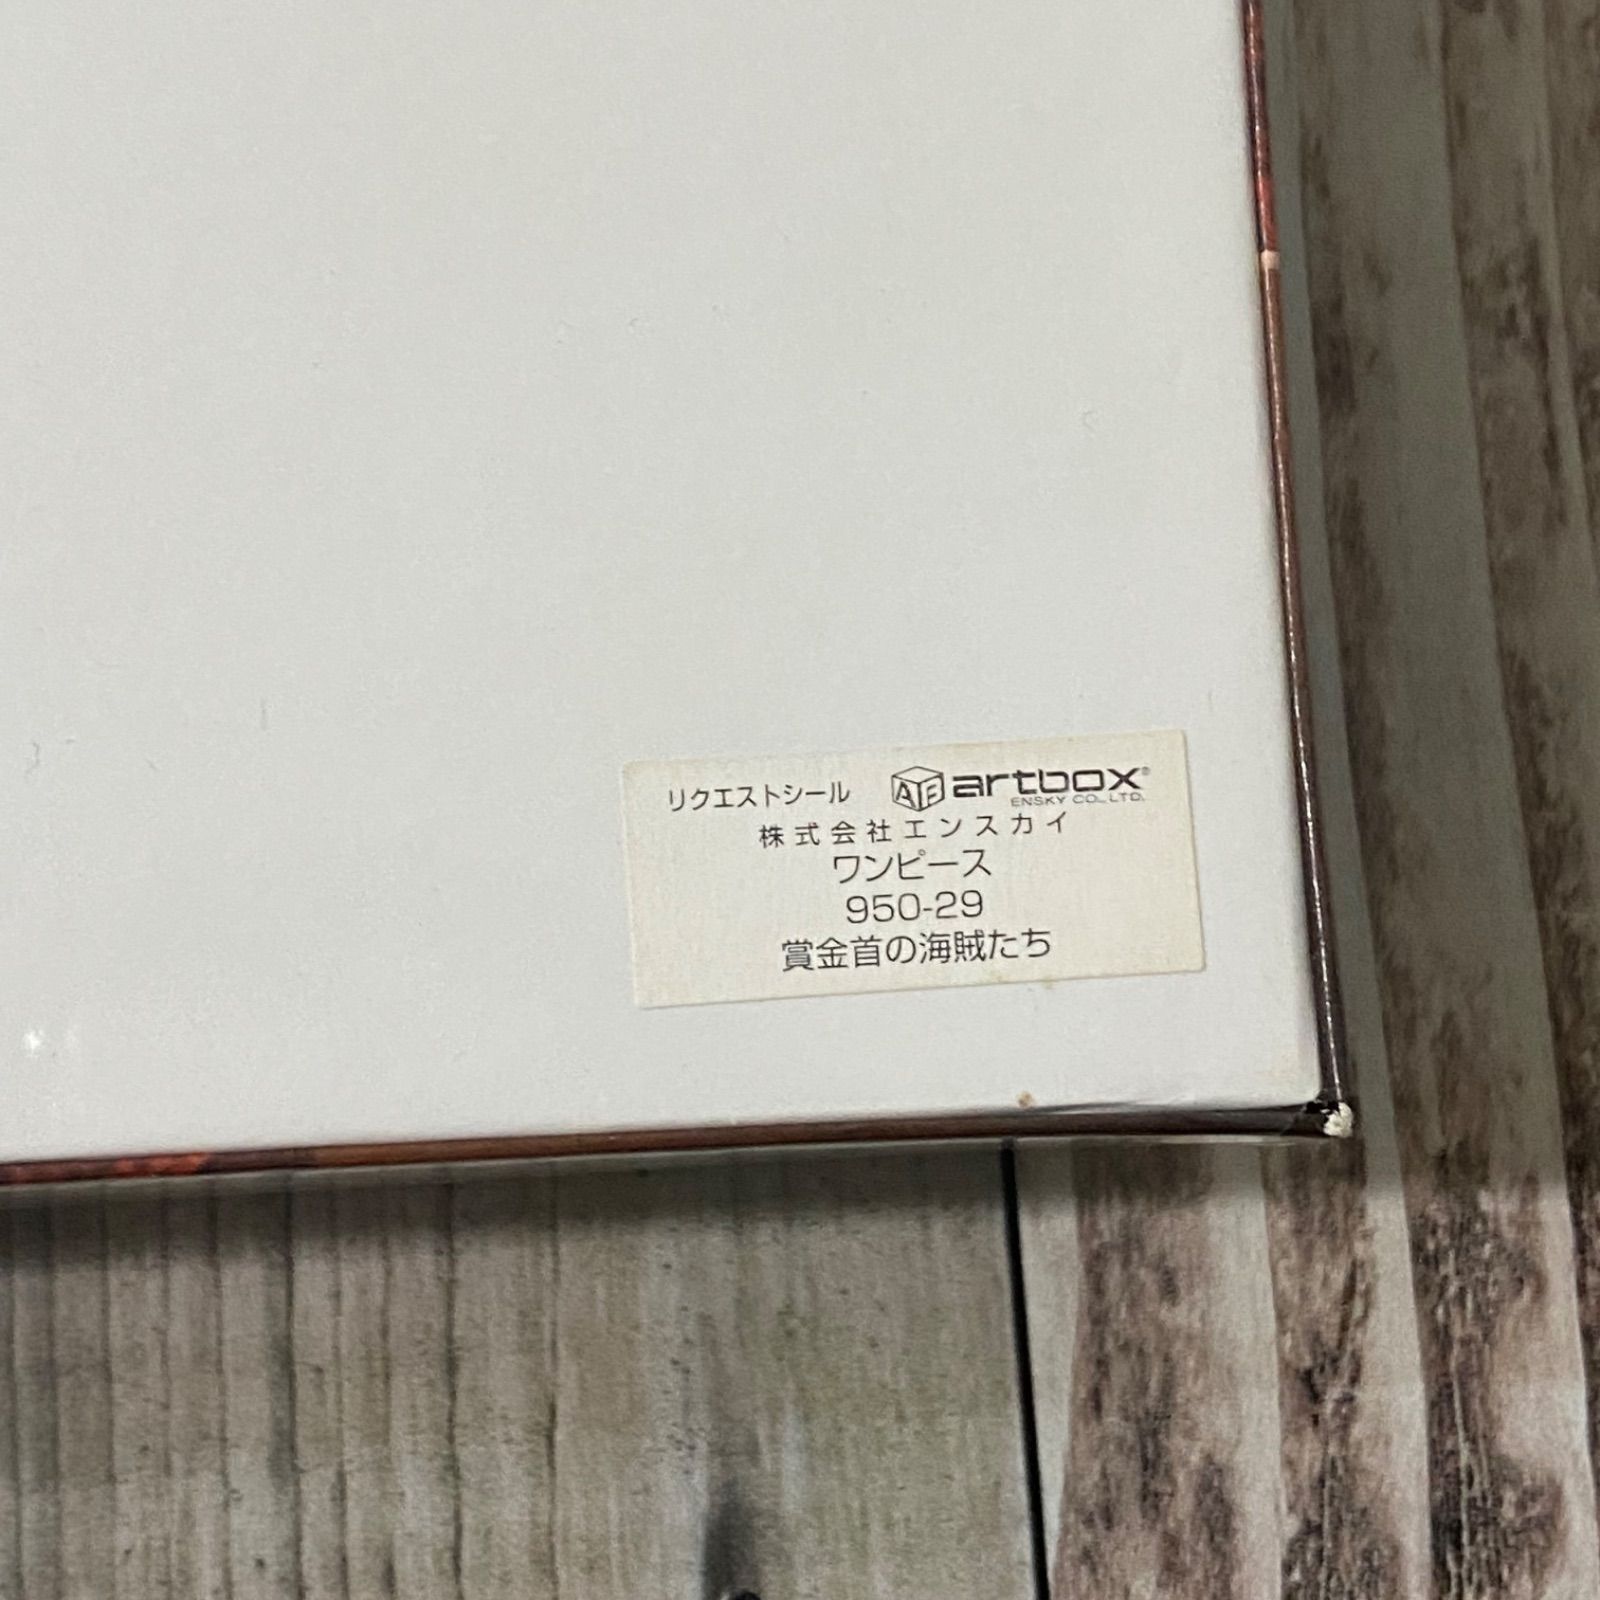 リクエストシール AE artbox®
ENSKY CO., LTD.
株式会社エンスカイ
ワンピース
950-29
賞金首の海賊たち